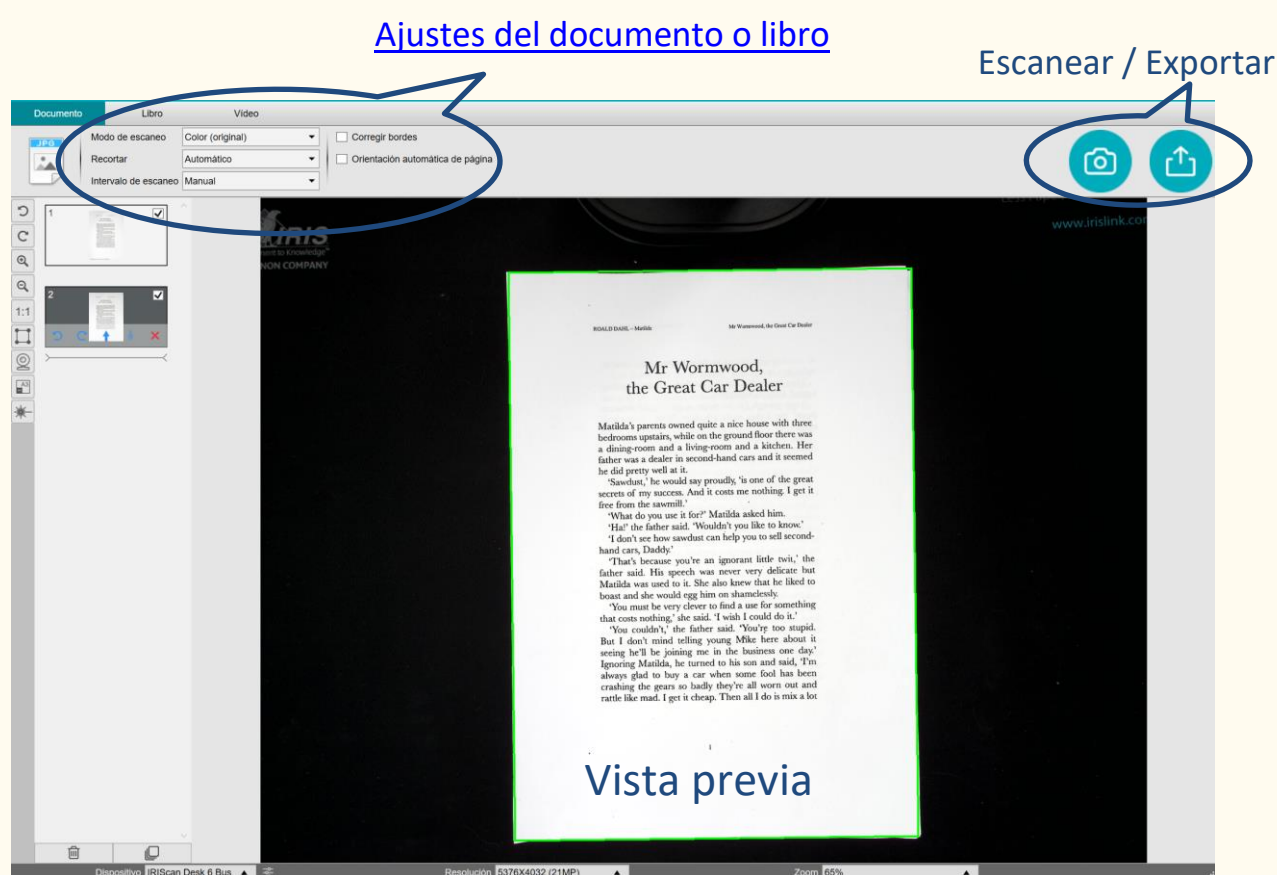 Ajustes del documento o libro
Escanear / Exportar
Documento Libro Vídeo
JPG
Modo de escaneo Color (original)
Corregir bordes
Recortar Automático
Orientación automática de página
Intervalo de escaneo Manual
1
2
1:1
A3
IRIS
to Knowledge
NON COMPANY
www.irislink.com
ROALD DAHL – Matilda Mr Wormwood, the Great Car Dealer
Mr Wormwood,
the Great Car Dealer
Matilda's parents owned quite a nice house with three
bedrooms upstairs, while on the ground floor there was
a dining-room and a living-room and a kitchen. Her
father was a dealer in second-hand cars and it seemed
he did pretty well at it.
'Sawdust,' he would say proudly, 'is one of the great
secrets of my success. And it costs me nothing. I get it
free from the sawmill.'
'What do you use it for?' Matilda asked him.
'Ha!' the father said. 'Wouldn't you like to know.'
'I don't see how sawdust can help you to sell second-
hand cars, Daddy.'
'That's because you're an ignorant little twit,' the
father said. His speech was never very delicate but
Matilda was used to it. She also knew that he liked to
boast and she would egg him on shamelessly.
'You must be very clever to find a use for something
that costs nothing,' she said. 'I wish I could do it.'
'You couldn't,' the father said. 'You're too stupid.
But I don't mind telling young Mike here about it
seeing he'll be joining me in the business one day.'
Ignoring Matilda, he turned to his son and said, 'I'm
always glad to buy a car when some fool has been
crashing the gears so badly they're all worn out and
rattle like mad. I get it cheap. Then all I do is mix a lot
1
Vista previa
Dispositivo IRIScan Desk 6 Bus Resolución 5376X4032 (21MP) Zoom 65%